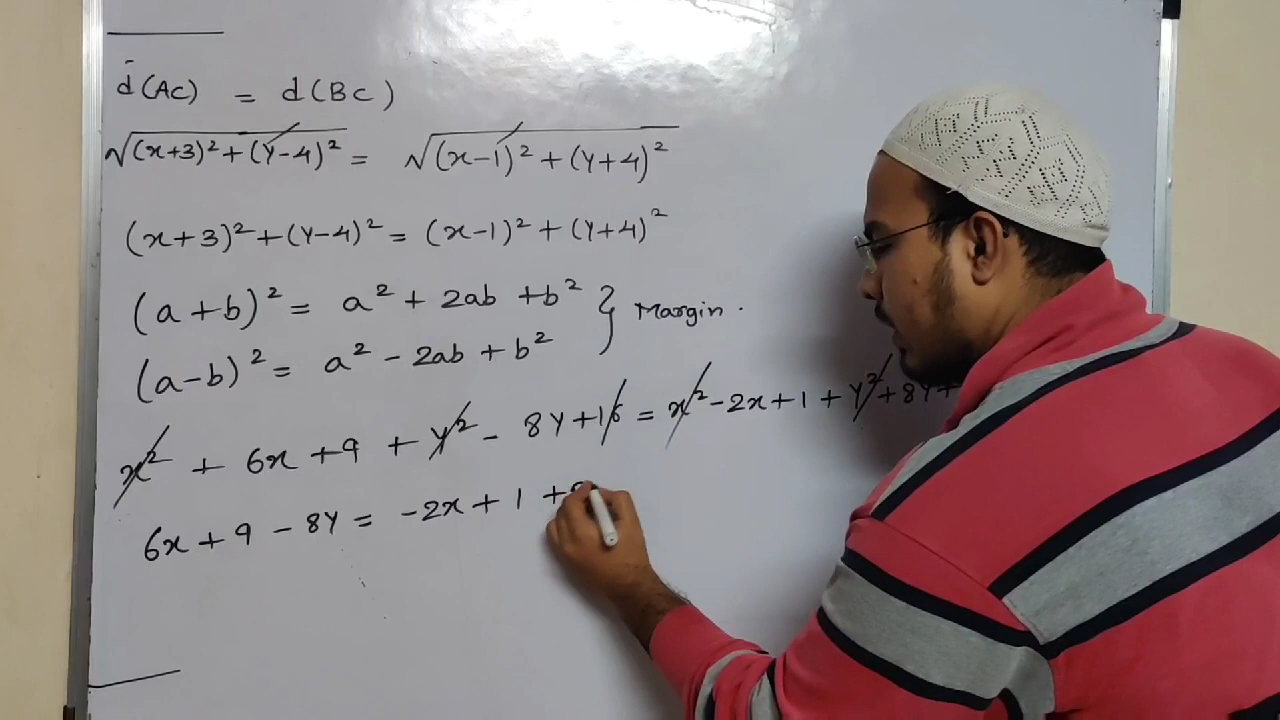 d(AC) = d(BC)
√(x+3)² + (Y-4)² = √(x-1)² + (Y+4)²
(x+3)² + (Y-4)² = (x-1)² + (Y+4)²
(a+b)² = a² + 2ab + b² } Margin.
(a-b)² = a² - 2ab + b²
x² + 6x + 9 + y² - 8Y + 16 = x² - 2x + 1 + Y² + 8Y +
6x + 9 - 8Y = -2x + 1 +